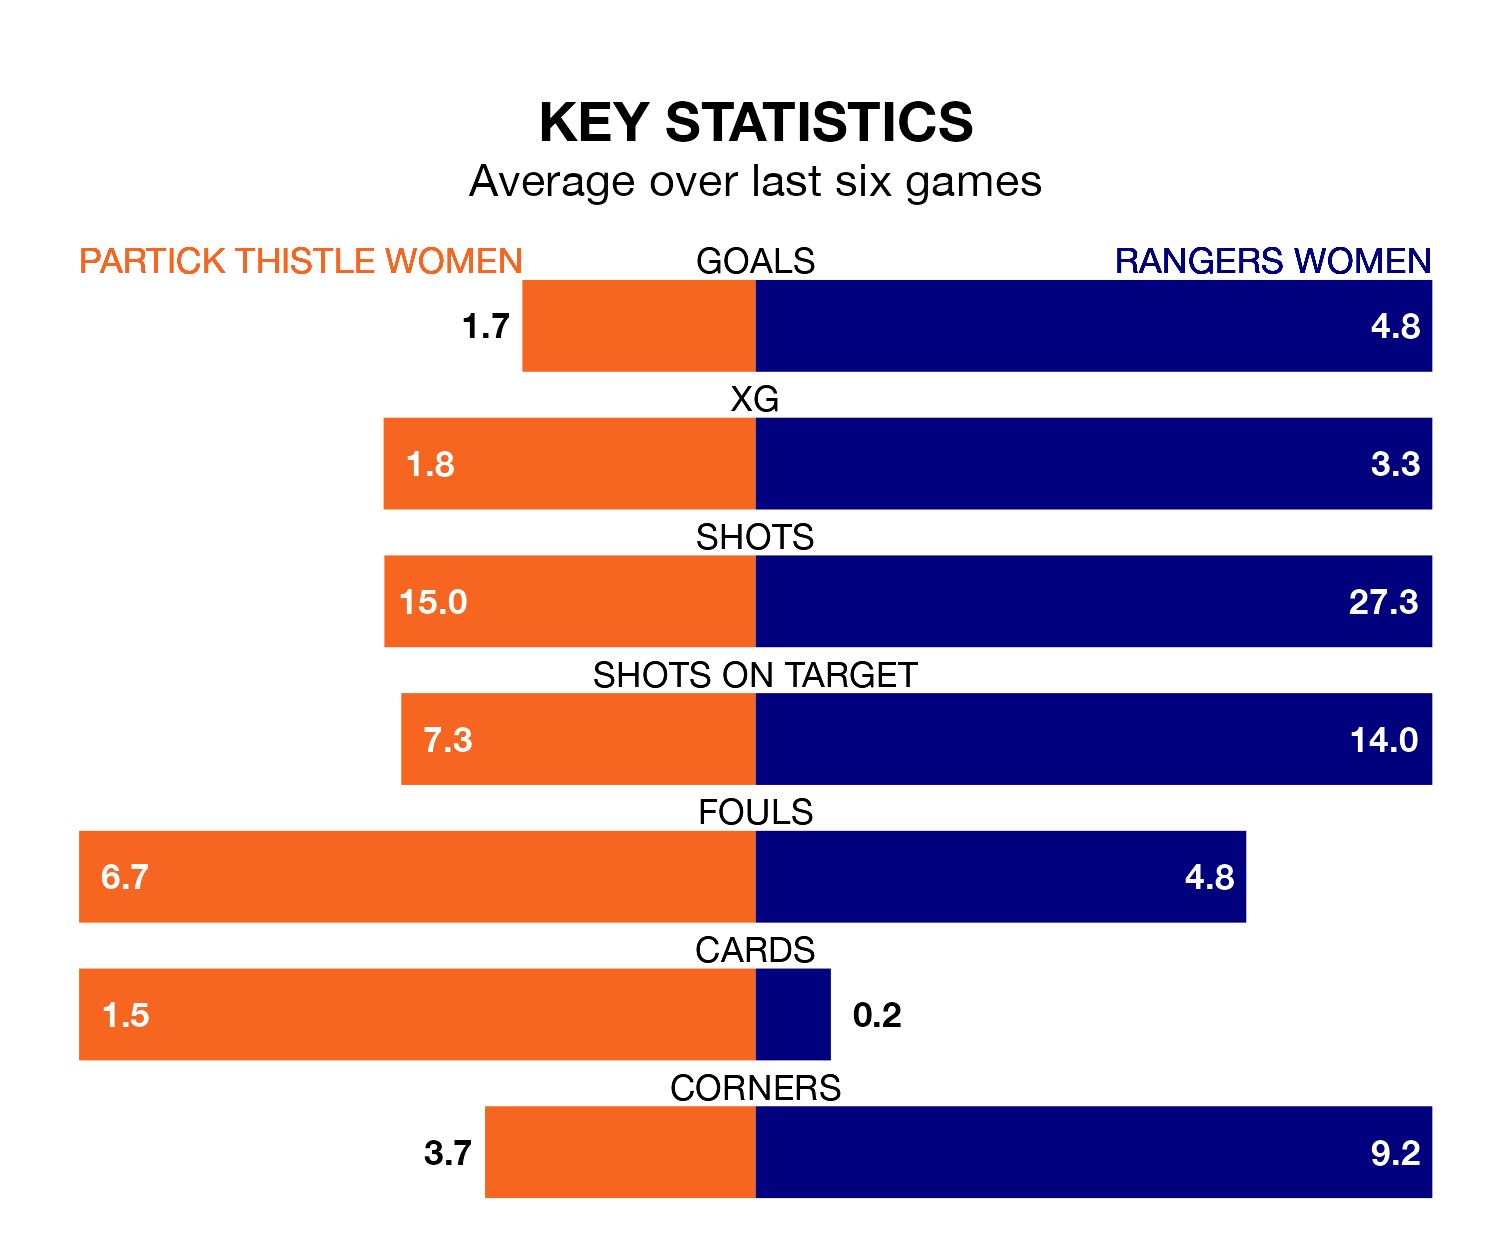 KEY STATISTICS
Average over last six games
PARTICK THISTLE WOMEN GOALS RANGERS WOMEN
1.7 4.8
XG
1.8 3.3
SHOTS
15.0 27.3
SHOTS ON TARGET
7.3 14.0
FOULS
6.7 4.8
CARDS
1.5 0.2
CORNERS
3.7 9.2